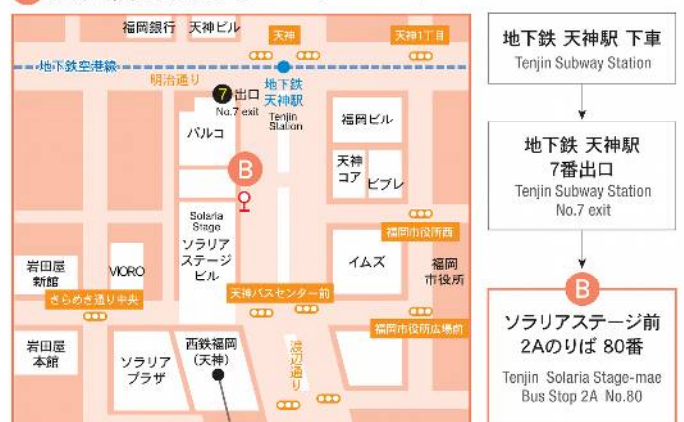 福岡銀行
天神ビル
天神
天神1丁目
地下鉄空港線
明治通り
7 出口
No.7 exit
地下鉄
天神駅
Tenjin
Station
パルコ
福岡ビル
天神
コア
ビブレ
B
Solaria
Stage
ソラリア
ステージ
ビル
福岡市役所西
イムズ
福岡
市役所
岩田屋
新館
VIORO
きらめき通り中央
天神バスセンター前
福岡市役所広場前
岩田屋
本館
ソラリア
プラザ
西鉄福岡
(天神)
渡辺通り
地下鉄 天神駅 下車
Tenjin Subway Station
地下鉄 天神駅
7番出口
Tenjin Subway Station
No.7 exit
B
ソラリアステージ前
2Aのりば 80番
Tenjin Solaria Stage-mae
Bus Stop 2A No.80